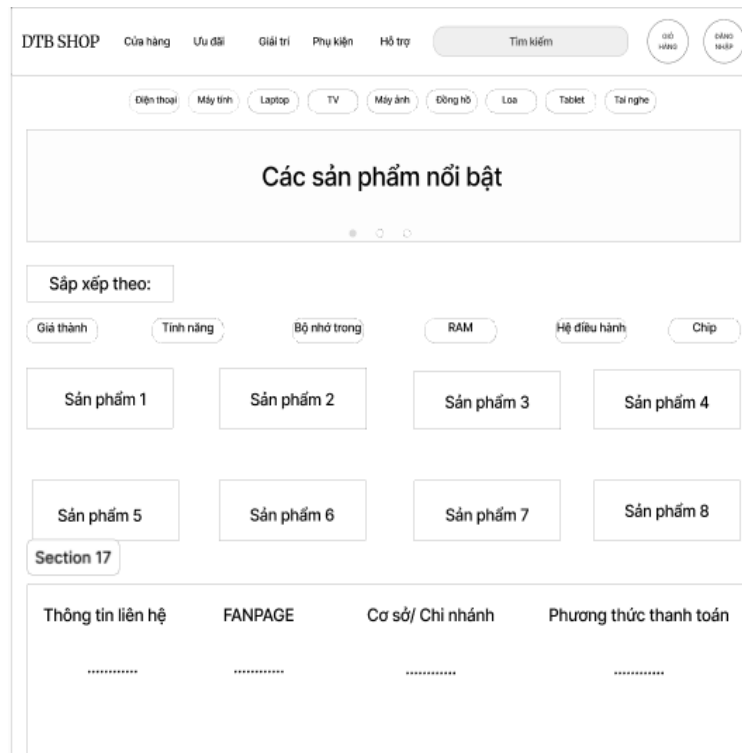 DTB SHOP Cửa hàng Ưu đãi Giải trí Phụ kiện Hỗ trợ Tìm kiếm GIỎ HÀNG ĐĂNG NHẬP
Điện thoại Máy tính Laptop TV Máy ảnh Đồng hồ Loa Tablet Tai nghe
Các sản phẩm nổi bật
Sắp xếp theo:
Giá thành Tính năng Bộ nhớ trong RAM Hệ điều hành Chip
Sản phẩm 1 Sản phẩm 2 Sản phẩm 3 Sản phẩm 4
Sản phẩm 5 Sản phẩm 6 Sản phẩm 7 Sản phẩm 8
Section 17
Thông tin liên hệ FANPAGE Cơ sở/ Chi nhánh Phương thức thanh toán
............ ............ ............ ............